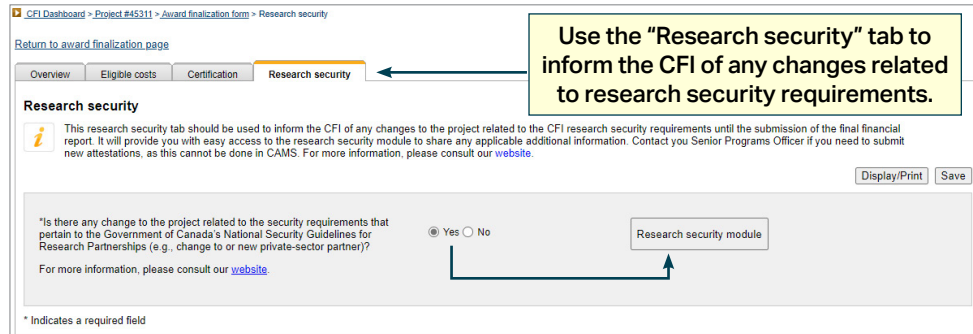 CFI Dashboard > Project #45311 > Award finalization form > Research security
Use the “Research security” tab to
inform the CFI of any changes related
to research security requirements.
Return to award finalization page
Overview Eligible costs Certification Research security
Research security
This research security tab should be used to inform the CFI of any changes to the project related to the CFI research security requirements until the submission of the final financial
report. It will provide you with easy access to the research security module to share any applicable additional information. Contact you Senior Programs Officer if you need to submit
new attestations, as this cannot be done in CAMS. For more information, please consult our website.
Display/Print Save
*Is there any change to the project related to the security requirements that
pertain to the Government of Canada's National Security Guidelines for
Research Partnerships (e.g., change to or new private-sector partner)?
Yes No
Research security module
For more information, please consult our website.
* Indicates a required field